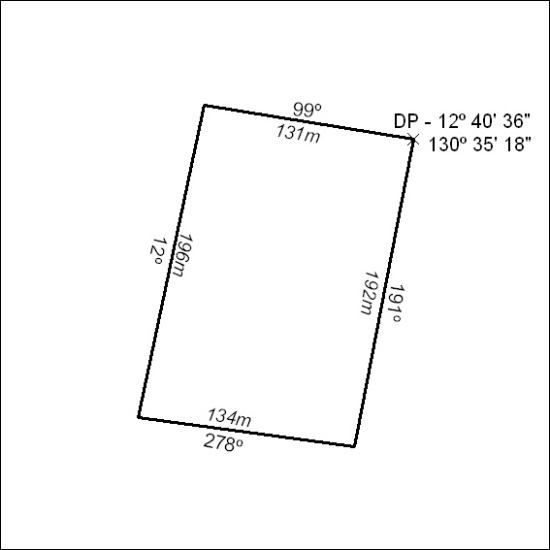 99º
131m
DP - 12º 40' 36"
130º 35' 18"
12º
196m
192m
191º
134m
278º